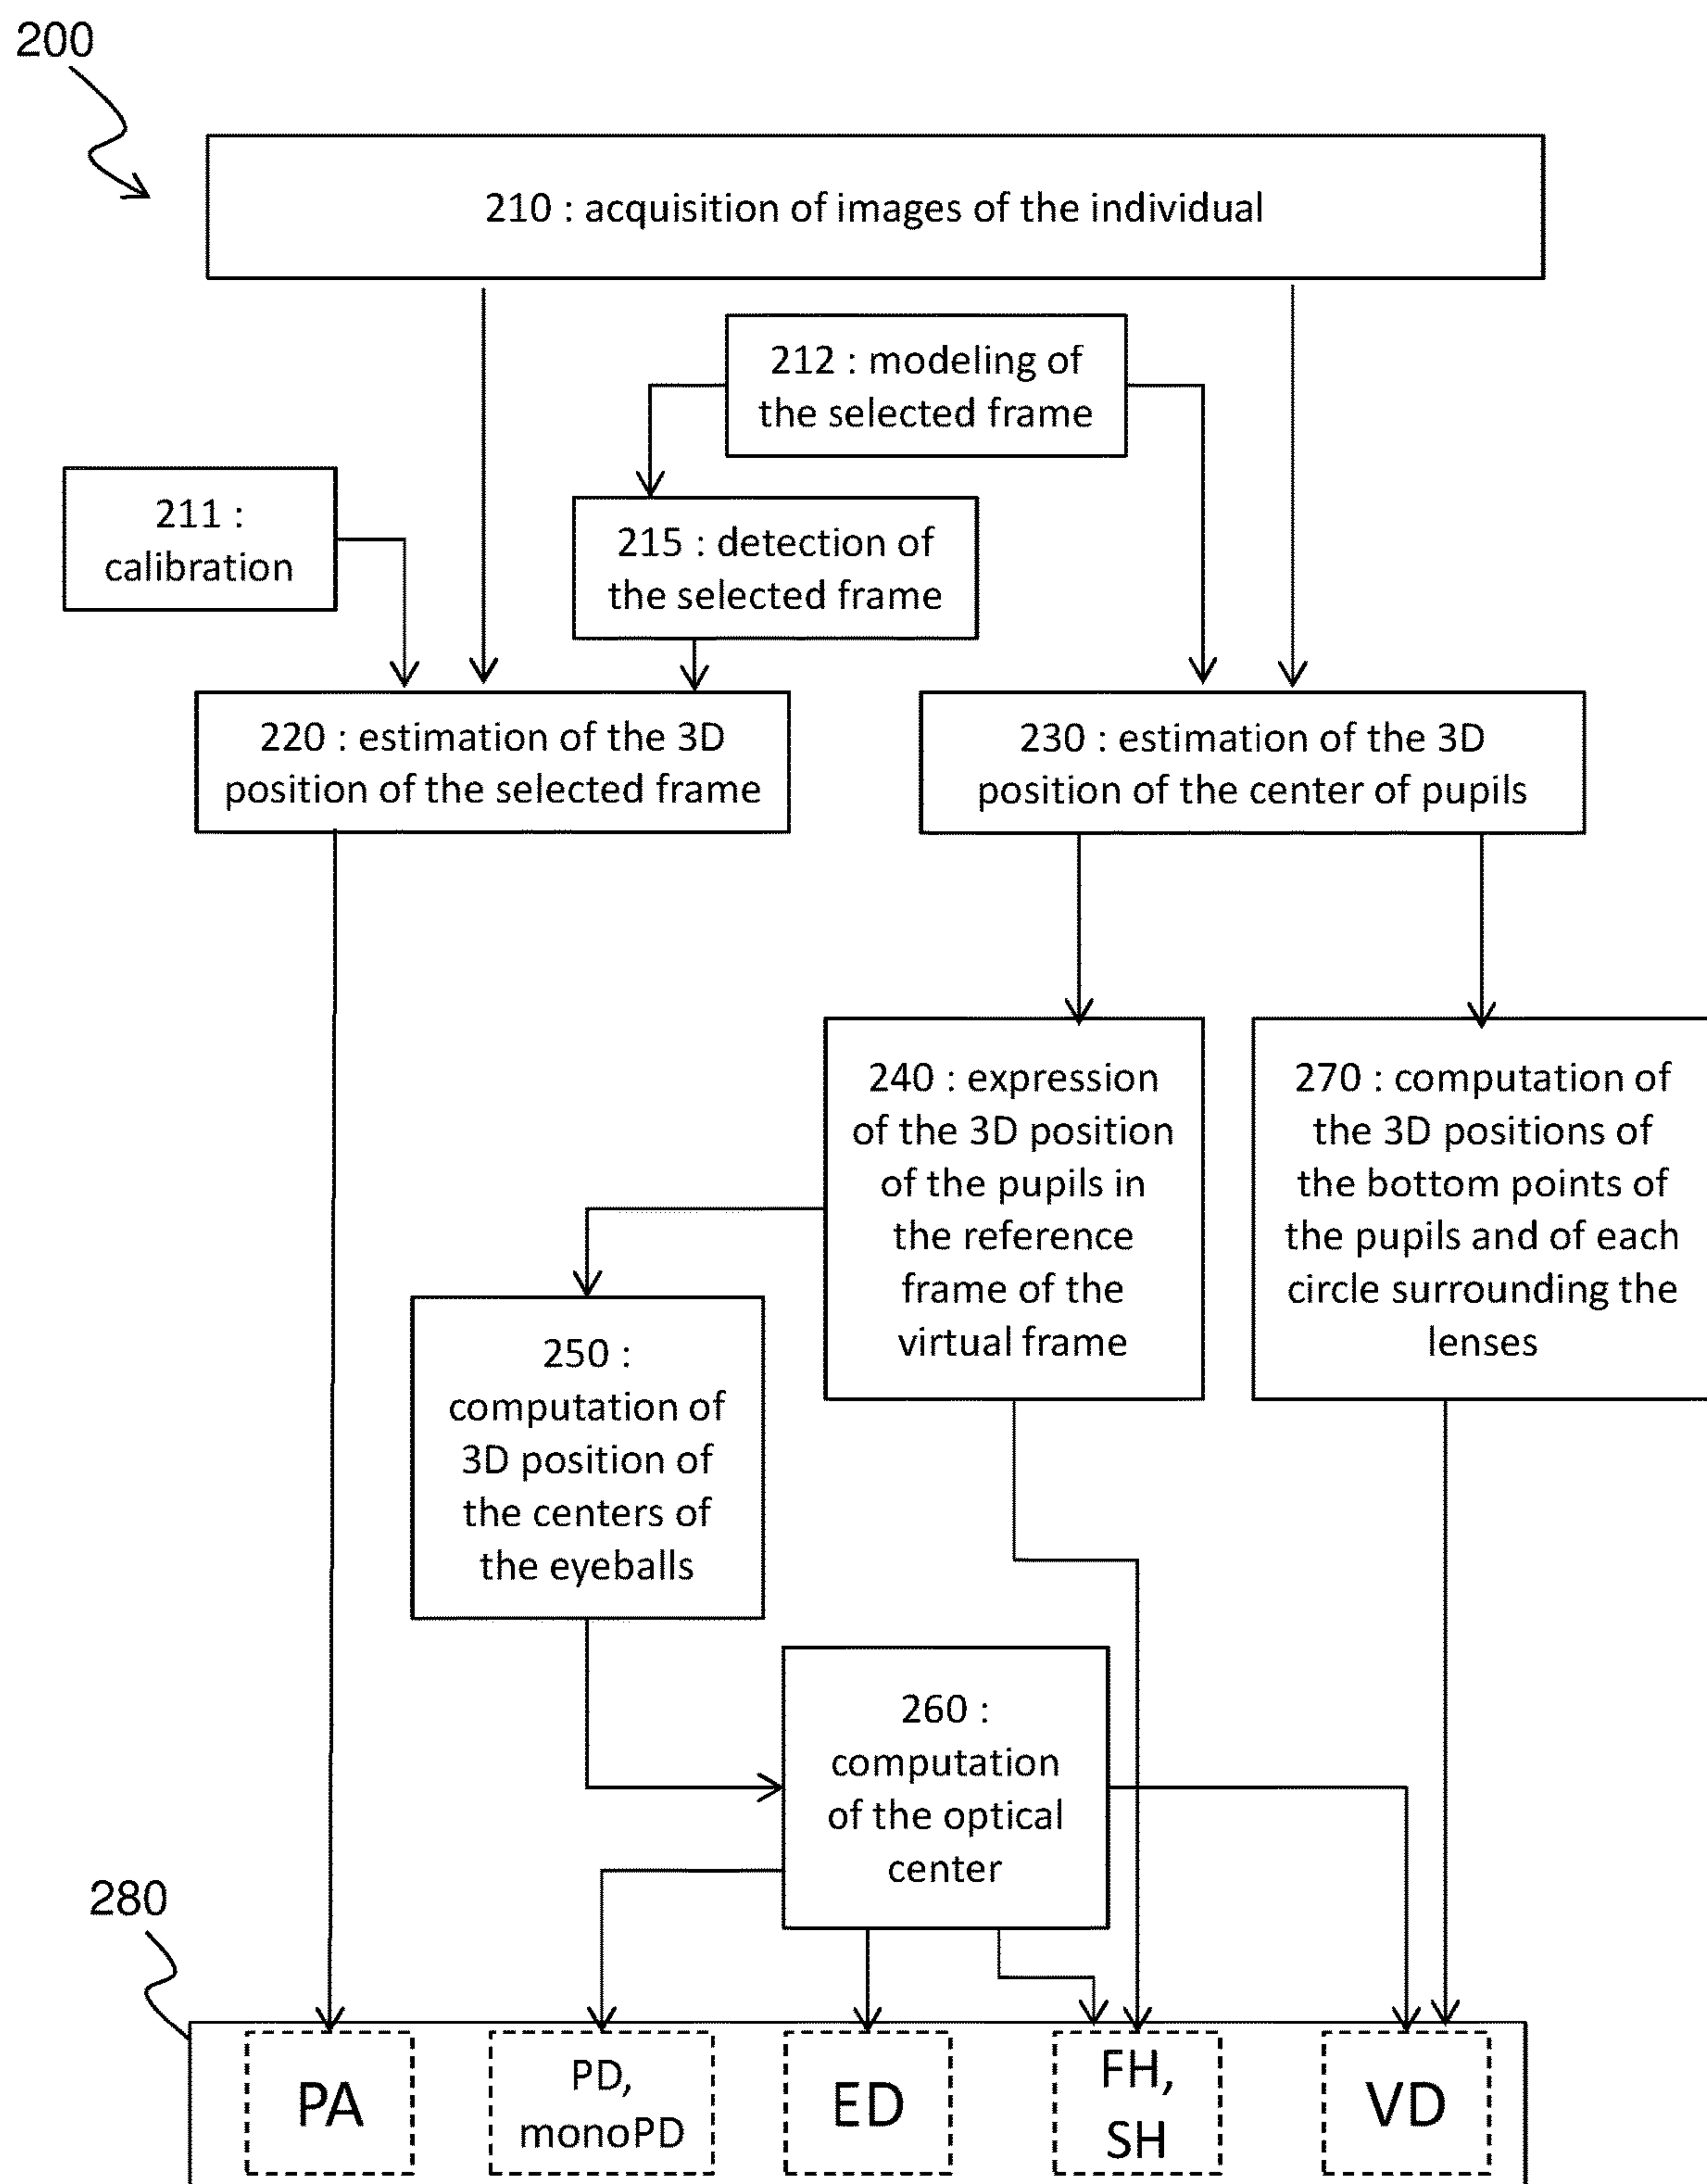 200
210 : acquisition of images of the individual
212 : modeling of
the selected frame
211 :
calibration
215 : detection of
the selected frame
220 : estimation of the 3D
position of the selected frame
230 : estimation of the 3D
position of the center of pupils
240 : expression
of the 3D position
of the pupils in
the reference
frame of the
virtual frame
270 : computation of
the 3D positions of
the bottom points of
the pupils and of each
circle surrounding the
lenses
250 :
computation of
3D position of
the centers of
the eyeballs
260 :
computation
of the optical
center
280
PA
PD,
monoPD
ED
FH,
SH
VD